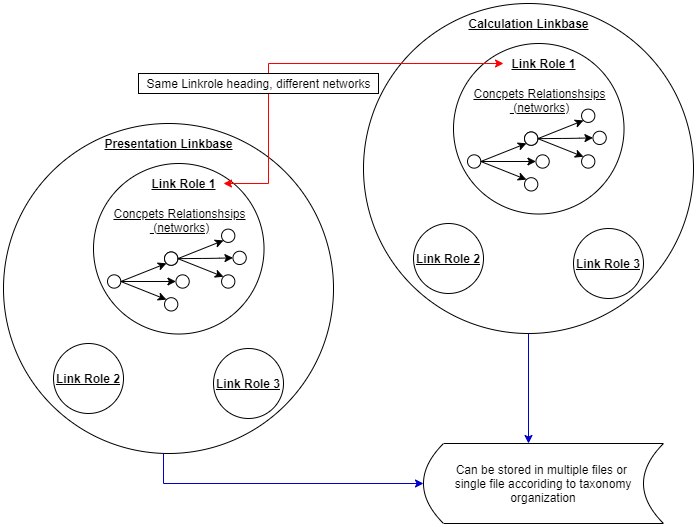 Calculation Linkbase
Link Role 1
Same Linkrole heading, different networks
Concpets Relationshsips
(networks)
Presentation Linkbase
Link Role 1
Concpets Relationshsips
(networks)
Link Role 2
Link Role 3
Link Role 2
Link Role 3
Can be stored in multiple files or
single file accoriding to taxonomy
organization